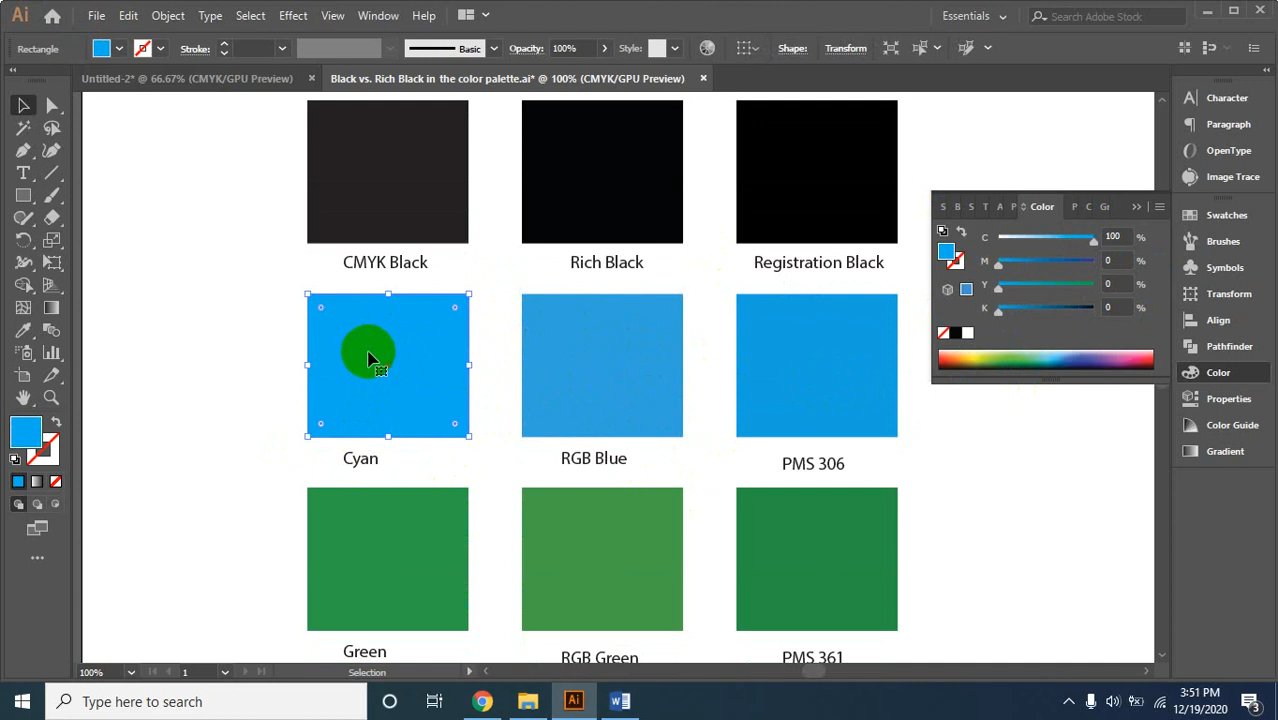 Ai File Edit Object Type Select Effect View Window Help Essentials Search Adobe Stock
Rectangle Stroke: Basic Opacity: 100% Style: Shape: Transform
Untitled-2* @ 66.67% (CMYK/GPU Preview) × Black vs. Rich Black in the color palette.ai* @ 100% (CMYK/GPU Preview) ×
CMYK Black Rich Black Registration Black
Cyan RGB Blue PMS 306
Green RGB Green PMS 361
S B S T A P Color P C Gr
C 100 %
M 0 %
Y 0 %
K 0 %
Character
Paragraph
OpenType
Image Trace
Swatches
Brushes
Symbols
Transform
Align
Pathfinder
Color
Properties
Color Guide
Gradient
100% 1 Selection
Type here to search
Ai
W
3:51 PM
12/19/2020
3